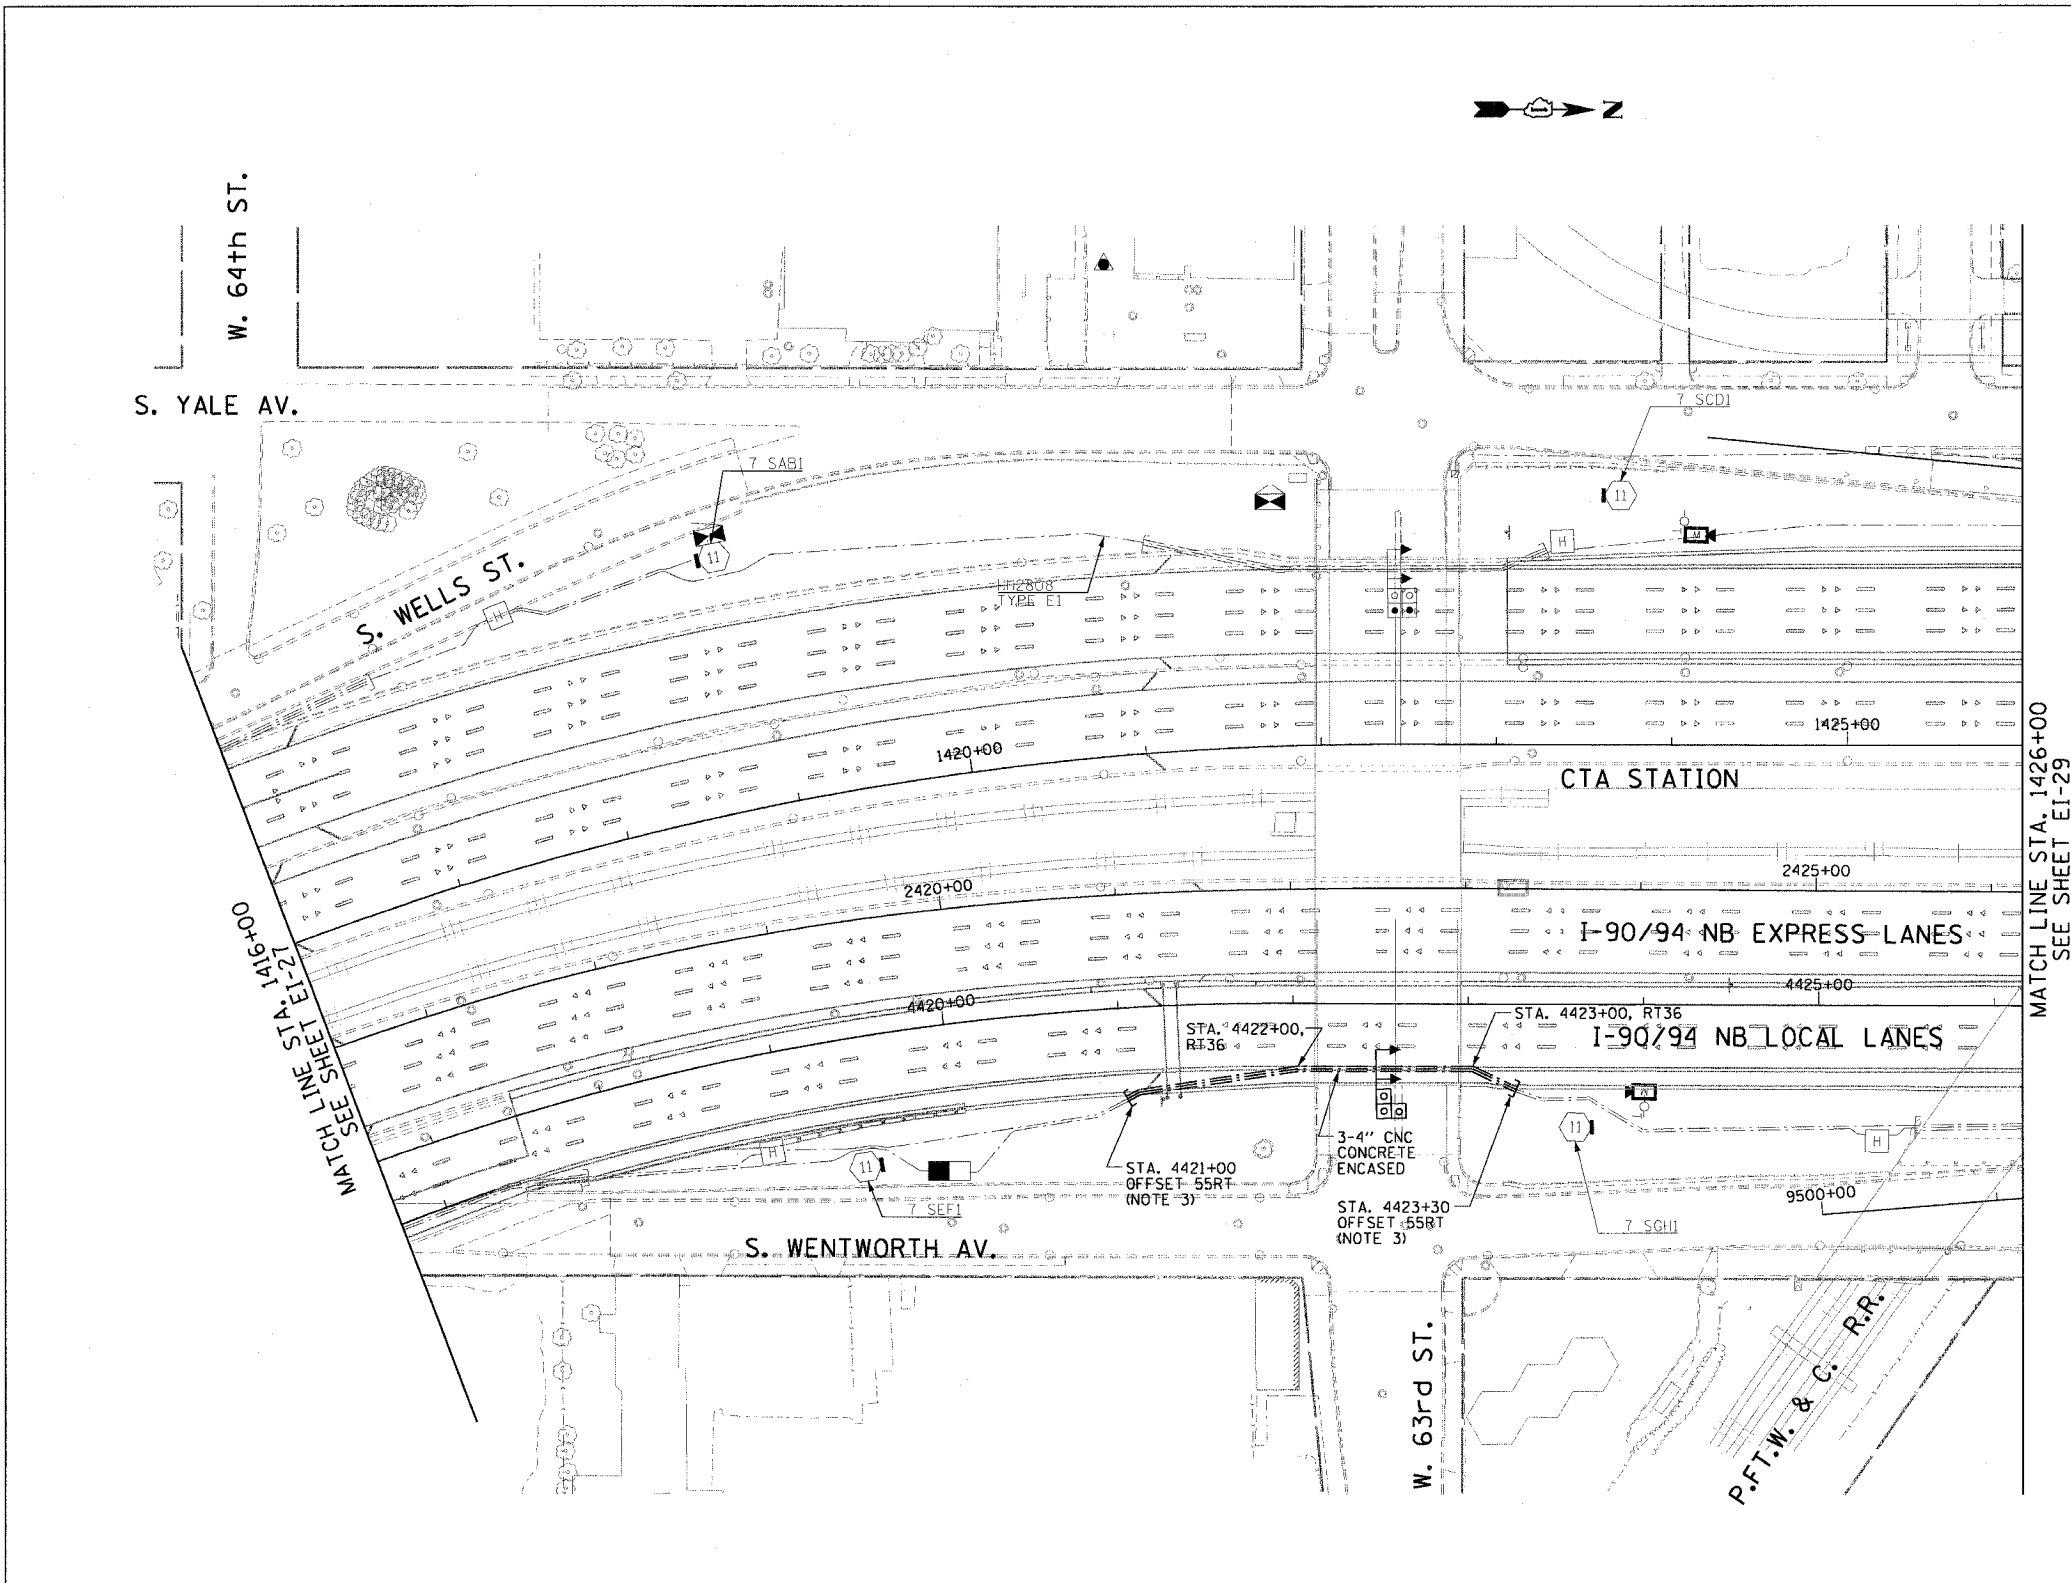 N
W. 64th ST.
S. YALE AV.
7 SCD1
11
7 SAB1
11
H
M
S. WELLS ST.
H
HH2808
TYPE E1
1425+00
1420+00
CTA STATION
MATCH LINE STA. 1426+00
SEE SHEET EI-29
2425+00
2420+00
I-90/94 NB EXPRESS LANES
4425+00
4420+00
MATCH LINE STA. 1416+00
SEE SHEET EI-27
STA. 4422+00,
RT36
STA. 4423+00, RT36
I-90/94 NB LOCAL LANES
M
3-4" CNC
CONCRETE
ENCASED
11
H
H
11
STA. 4421+00
OFFSET 55RT
(NOTE 3)
STA. 4423+30
OFFSET 55RT
(NOTE 3)
9500+00
7 SEF1
7 SGH1
S. WENTWORTH AV.
W. 63rd ST.
P.FT.W. & C. R.R.